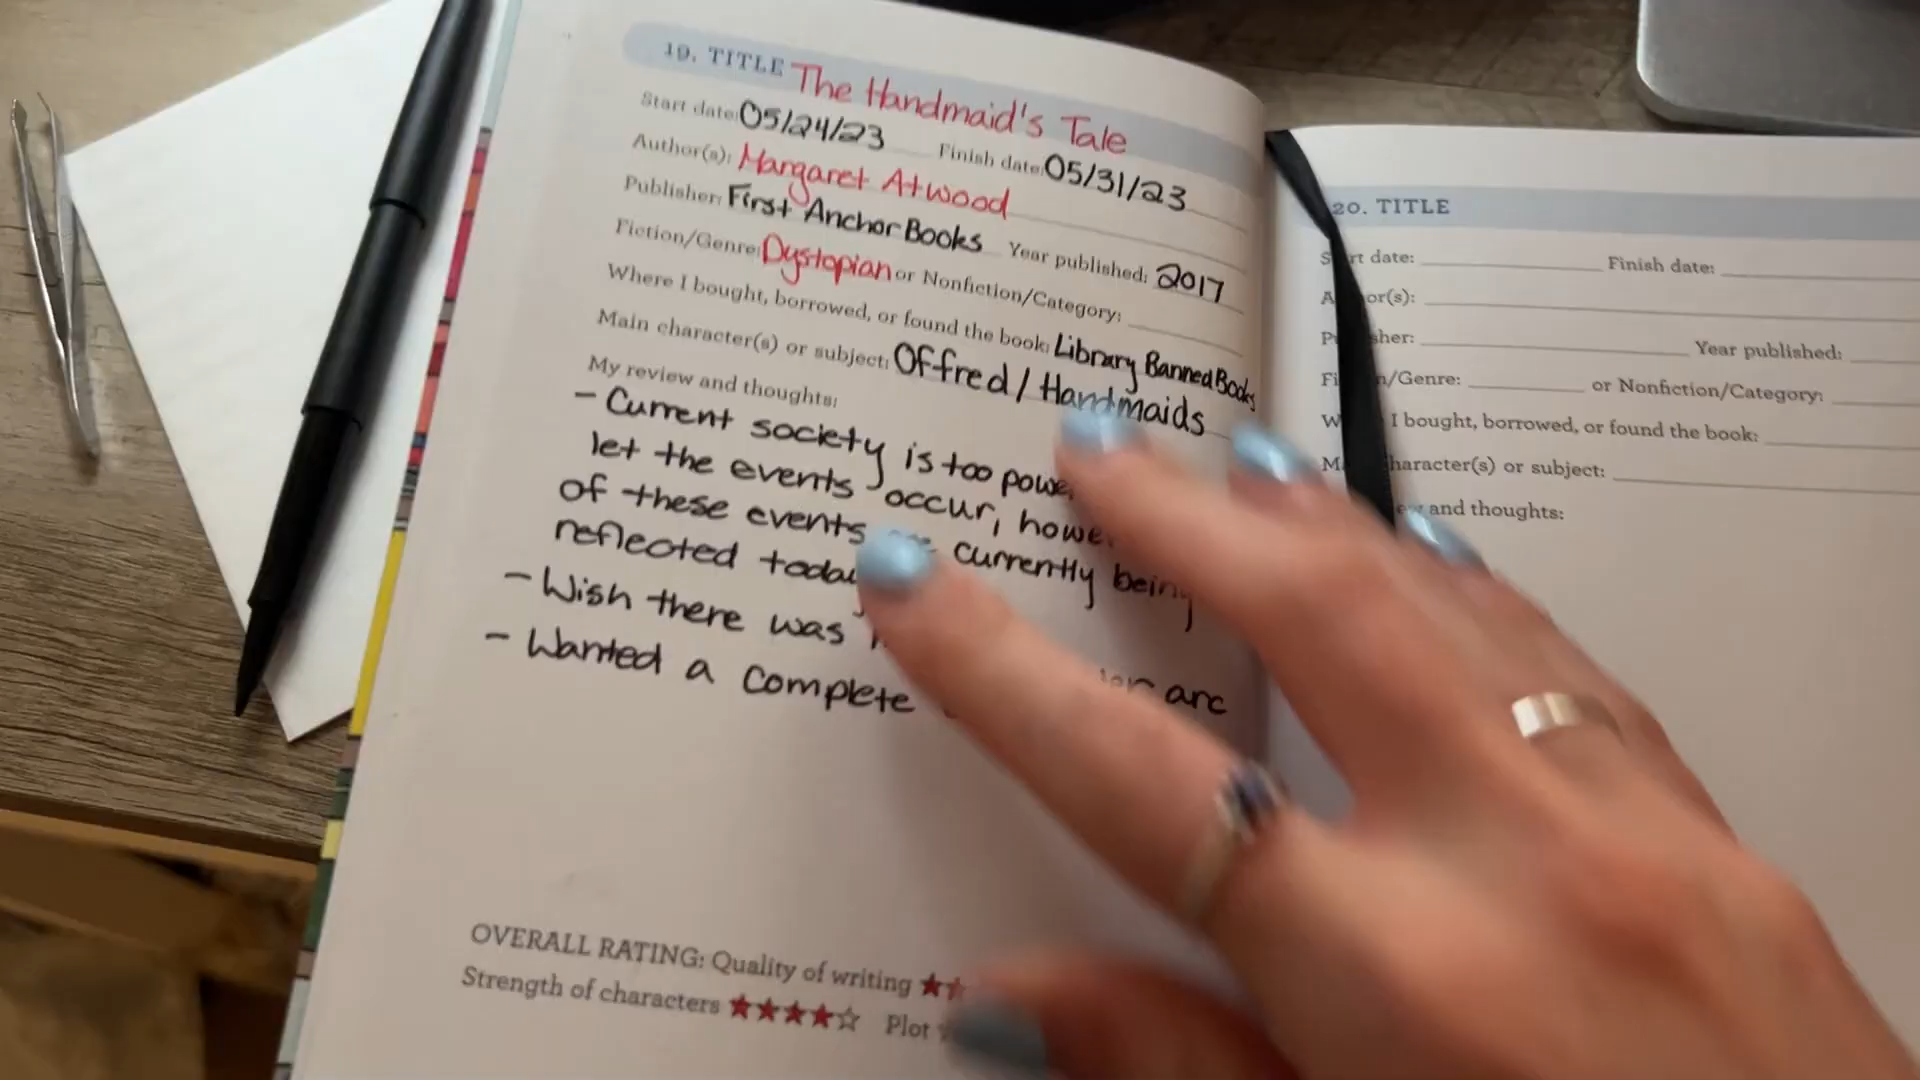 19. TITLE The Handmaid's Tale
Start date: 05/24/23 Finish date: 05/31/23
Author(s): Margaret Atwood
Publisher: First Anchor Books Year published: 2017
Fiction/Genre: Dystopian or Nonfiction/Category:
Where I bought, borrowed, or found the book: Library Banned Books
Main character(s) or subject: Offred / Handmaids
My review and thoughts:
- Current society is too
let the events occur,
of these events currently being
reflected
- Wish there was
- Wanted a complete arc
OVERALL RATING: Quality of writing
Strength of characters ★★★★☆ Plot
20. TITLE
date: Finish date:
Year published:
or Nonfiction/Category:
I bought, borrowed, or found the book:
or subject:
and thoughts: